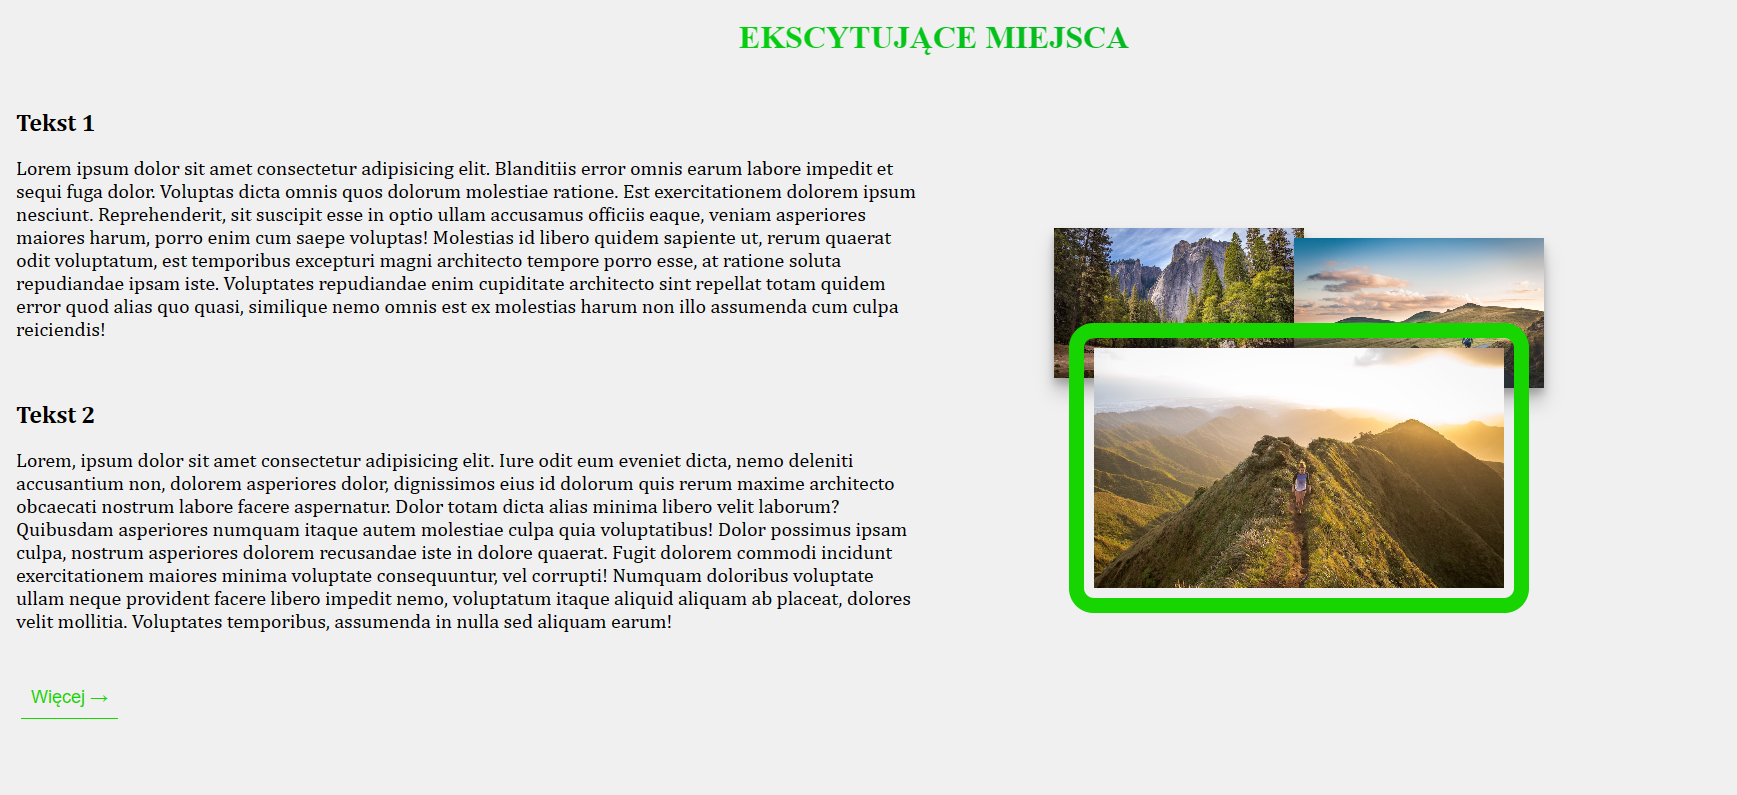 EKSCYTUJĄCE MIEJSCA
Tekst 1
Lorem ipsum dolor sit amet consectetur adipisicing elit. Blanditiis error omnis earum labore impedit et
sequi fuga dolor. Voluptas dicta omnis quos dolorum molestiae ratione. Est exercitationem dolorem ipsum
nesciunt. Reprehenderit, sit suscipit esse in optio ullam accusamus officiis eaque, veniam asperiores
maiores harum, porro enim cum saepe voluptas! Molestias id libero quidem sapiente ut, rerum quaerat
odit voluptatum, est temporibus excepturi magni architecto tempore porro esse, at ratione soluta
repudiandae ipsam iste. Voluptates repudiandae enim cupiditate architecto sint repellat totam quidem
error quod alias quo quasi, similique nemo omnis est ex molestias harum non illo assumenda cum culpa
reiciendis!
Tekst 2
Lorem, ipsum dolor sit amet consectetur adipisicing elit. Iure odit eum eveniet dicta, nemo deleniti
accusantium non, dolorem asperiores dolor, dignissimos eius id dolorum quis rerum maxime architecto
obcaecati nostrum labore facere aspernatur. Dolor totam dicta alias minima libero velit laborum?
Quibusdam asperiores numquam itaque autem molestiae culpa quia voluptatibus! Dolor possimus ipsam
culpa, nostrum asperiores dolorem recusandae iste in dolore quaerat. Fugit dolorem commodi incidunt
exercitationem maiores minima voluptate consequuntur, vel corrupti! Numquam doloribus voluptate
ullam neque provident facere libero impedit nemo, voluptatum itaque aliquid aliquam ab placeat, dolores
velit mollitia. Voluptates temporibus, assumenda in nulla sed aliquam earum!
Więcej →